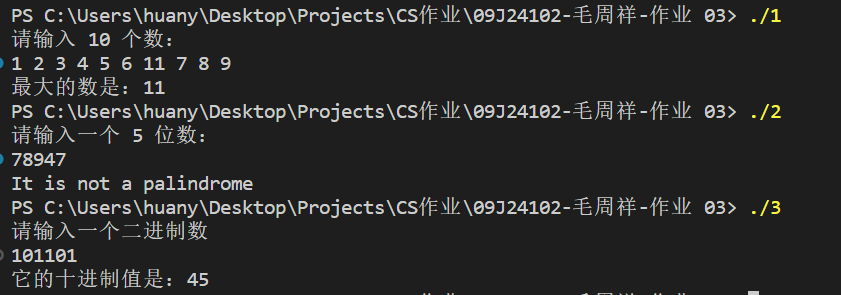 PS C:\Users\huany\Desktop\Projects\CS作业\09J24102-毛周祥-作业 03> ./1
请输入 10 个数:
1 2 3 4 5 6 11 7 8 9
最大的数是: 11
PS C:\Users\huany\Desktop\Projects\CS作业\09J24102-毛周祥-作业 03> ./2
请输入一个 5 位数:
78947
It is not a palindrome
PS C:\Users\huany\Desktop\Projects\CS作业\09J24102-毛周祥-作业 03> ./3
请输入一个二进制数
101101
它的十进制值是: 45